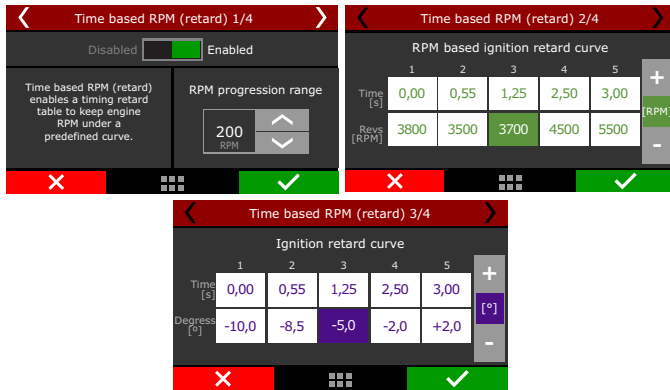 Time based RPM (retard) 1/4
Disabled Enabled
Time based RPM (retard)
enables a timing retard
table to keep engine
RPM under a
predefined curve.
RPM progression range
200
RPM
Time based RPM (retard) 2/4
RPM based ignition retard curve
1 2 3 4 5
Time
[s]
0,00 0,55 1,25 2,50 3,00
Revs
[RPM]
3800 3500 3700 4500 5500
+
[RPM]
-
Time based RPM (retard) 3/4
Ignition retard curve
1 2 3 4 5
Time
[s]
0,00 0,55 1,25 2,50 3,00
Degress
[º]
-10,0 -8,5 -5,0 -2,0 +2,0
+
[°]
-